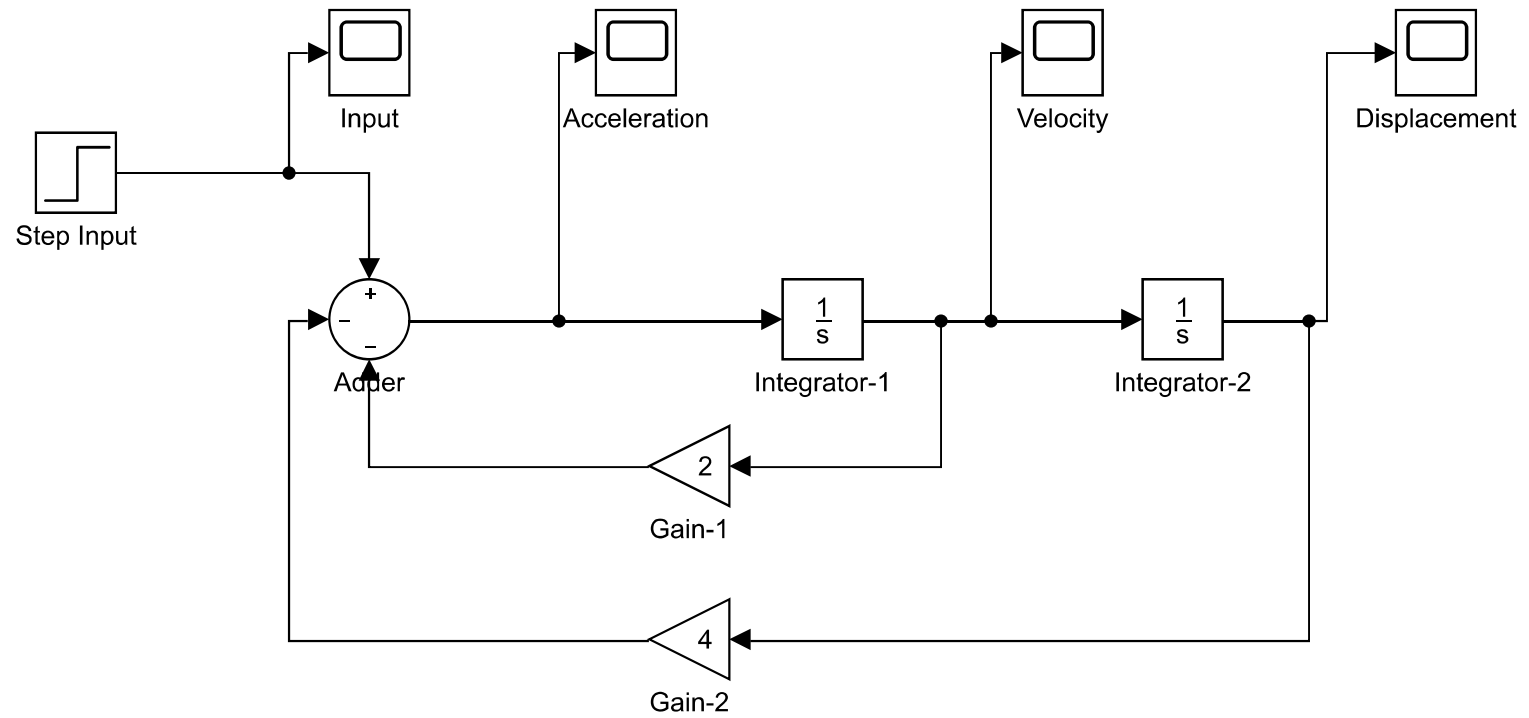 Input
Acceleration
Velocity
Displacement
Step Input
+
−
−
Adder
1
s
Integrator-1
1
s
Integrator-2
2
Gain-1
4
Gain-2